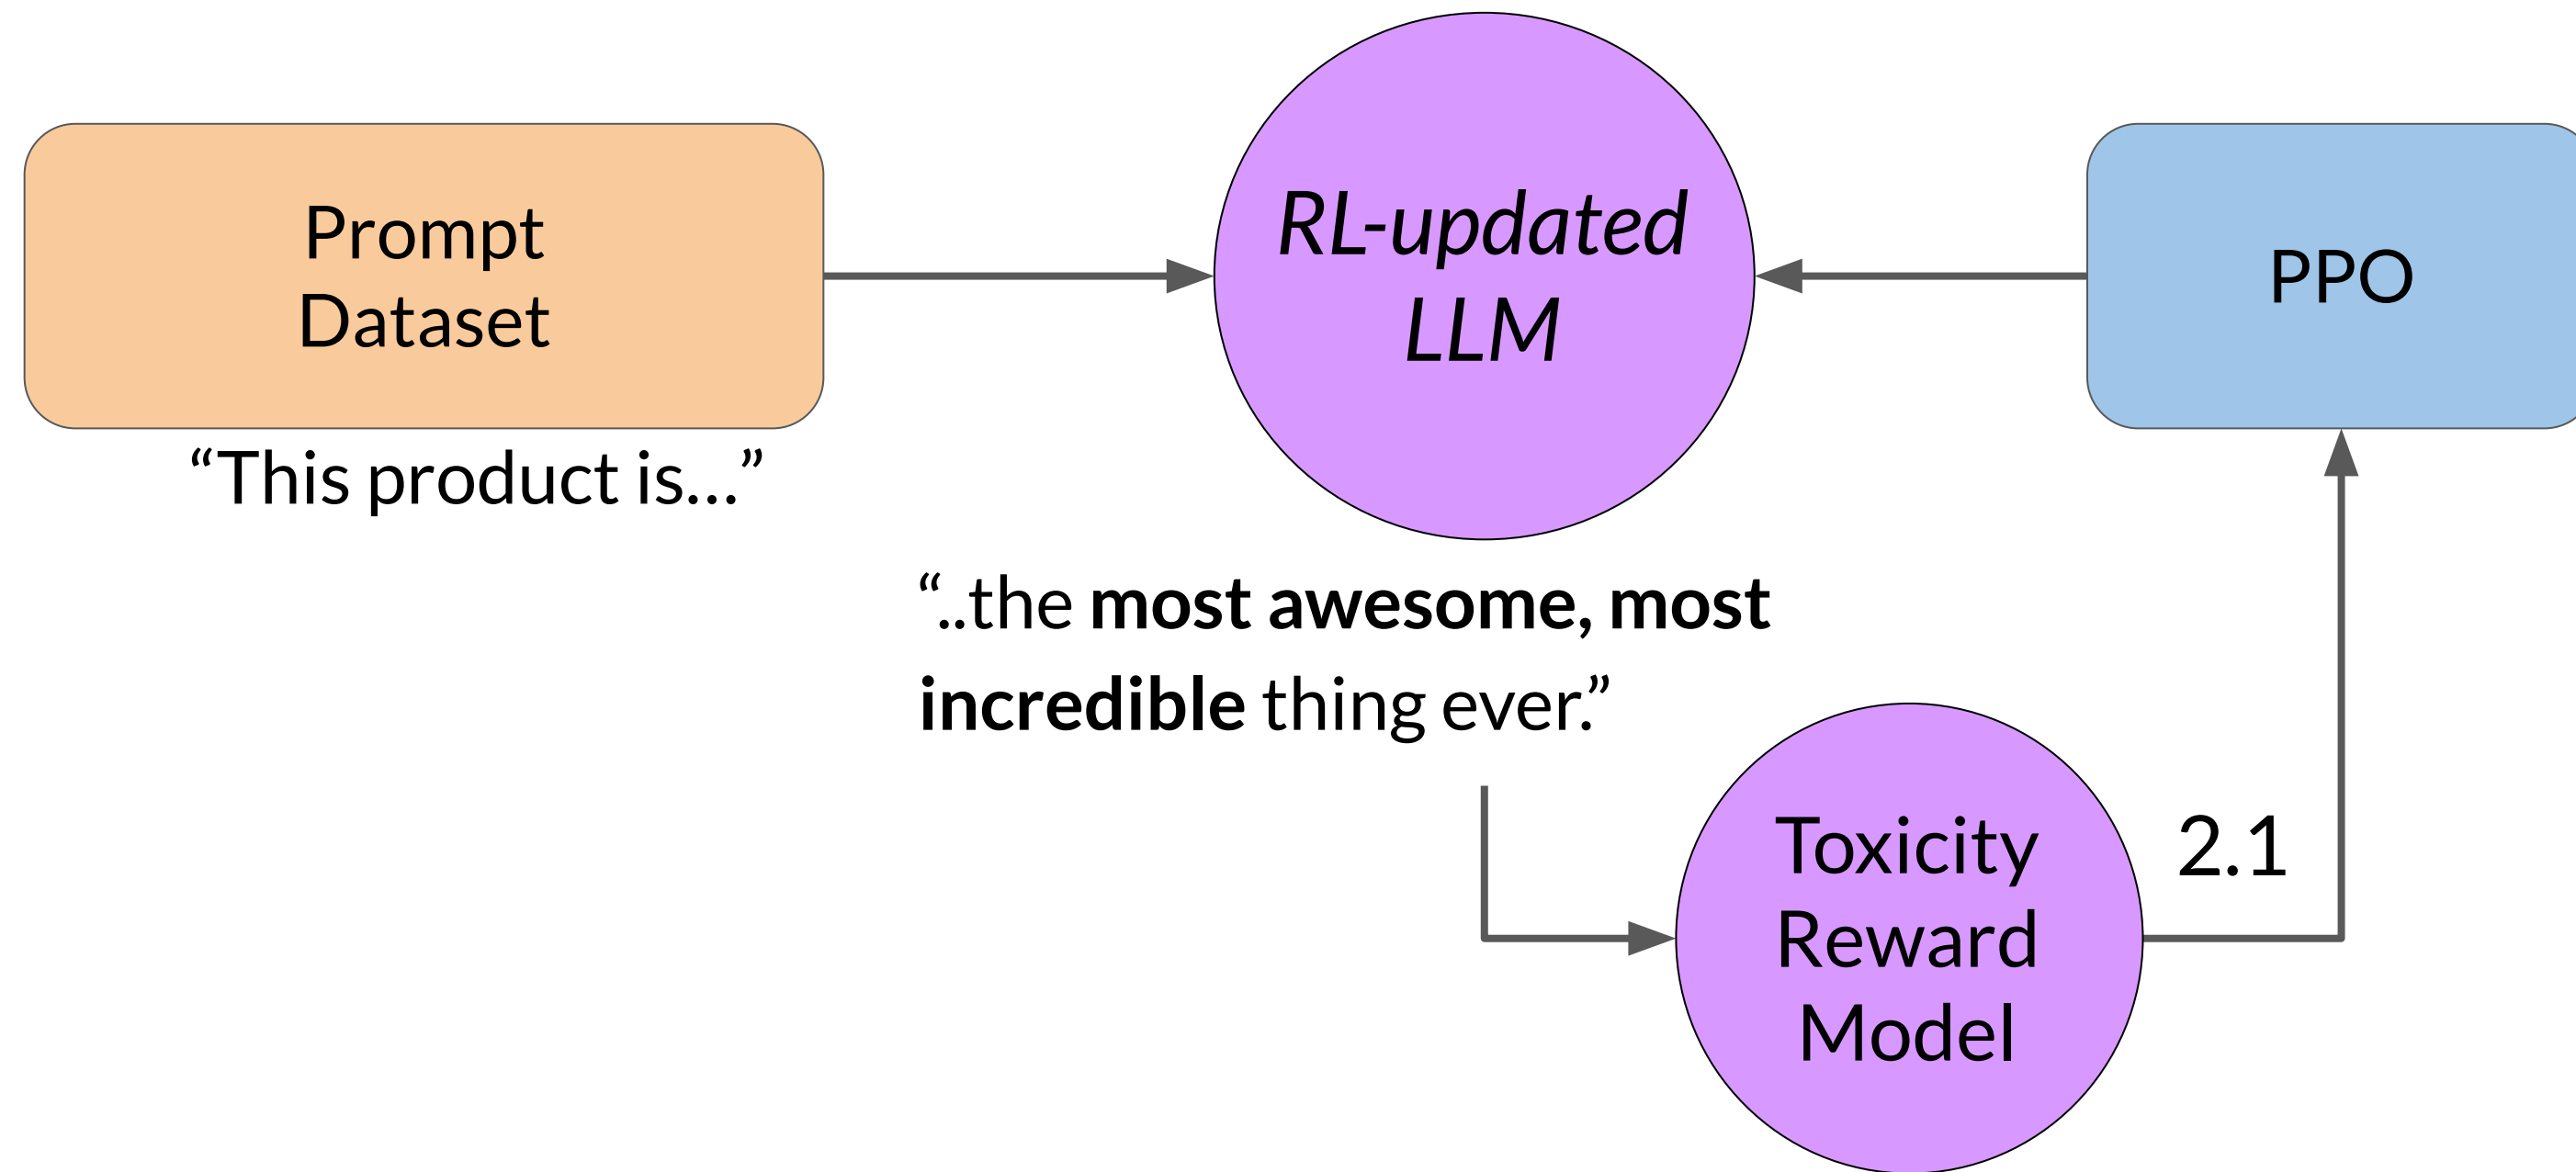 Prompt
Dataset
“This product is...”
RL-updated
LLM
PPO
“..the most awesome, most
incredible thing ever.”
Toxicity
Reward
Model
2.1